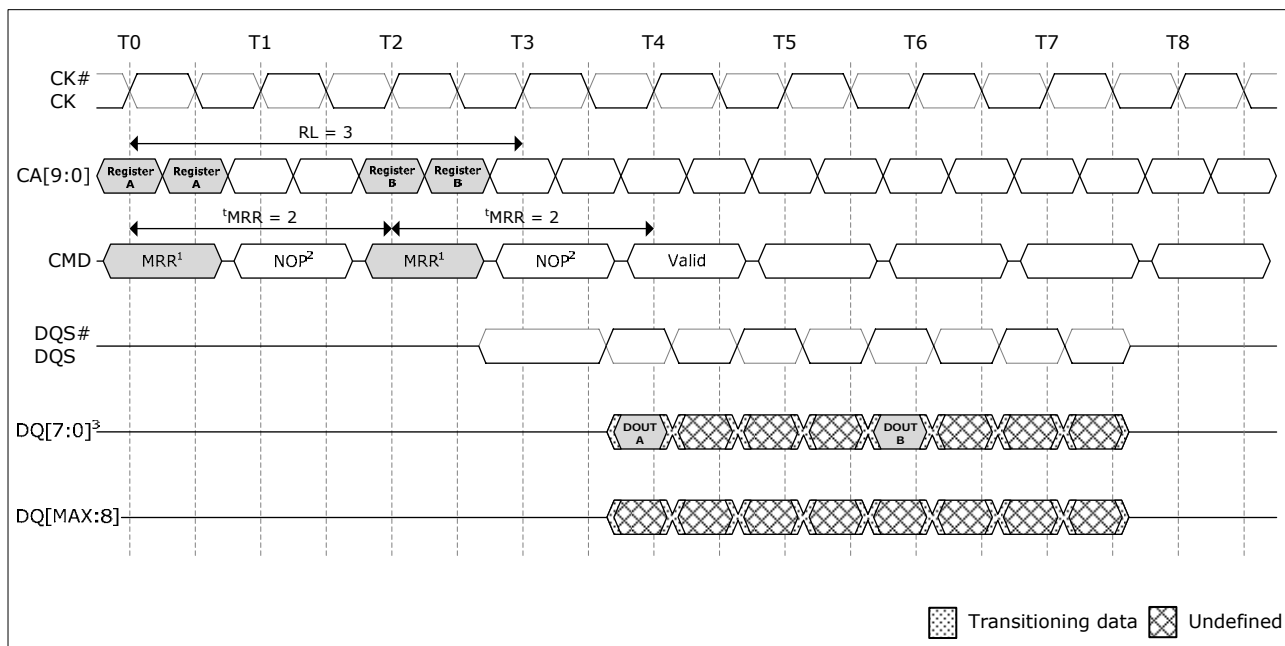 T0 T1 T2 T3 T4 T5 T6 T7 T8
CK#
CK
RL = 3
CA[9:0] Register A Register A Register B Register B
tMRR = 2 tMRR = 2
CMD MRR1 NOP2 MRR1 NOP2 Valid
DQS#
DQS
DQ[7:0]3 DOUT A DOUT B
DQ[MAX:8]
Transitioning data Undefined